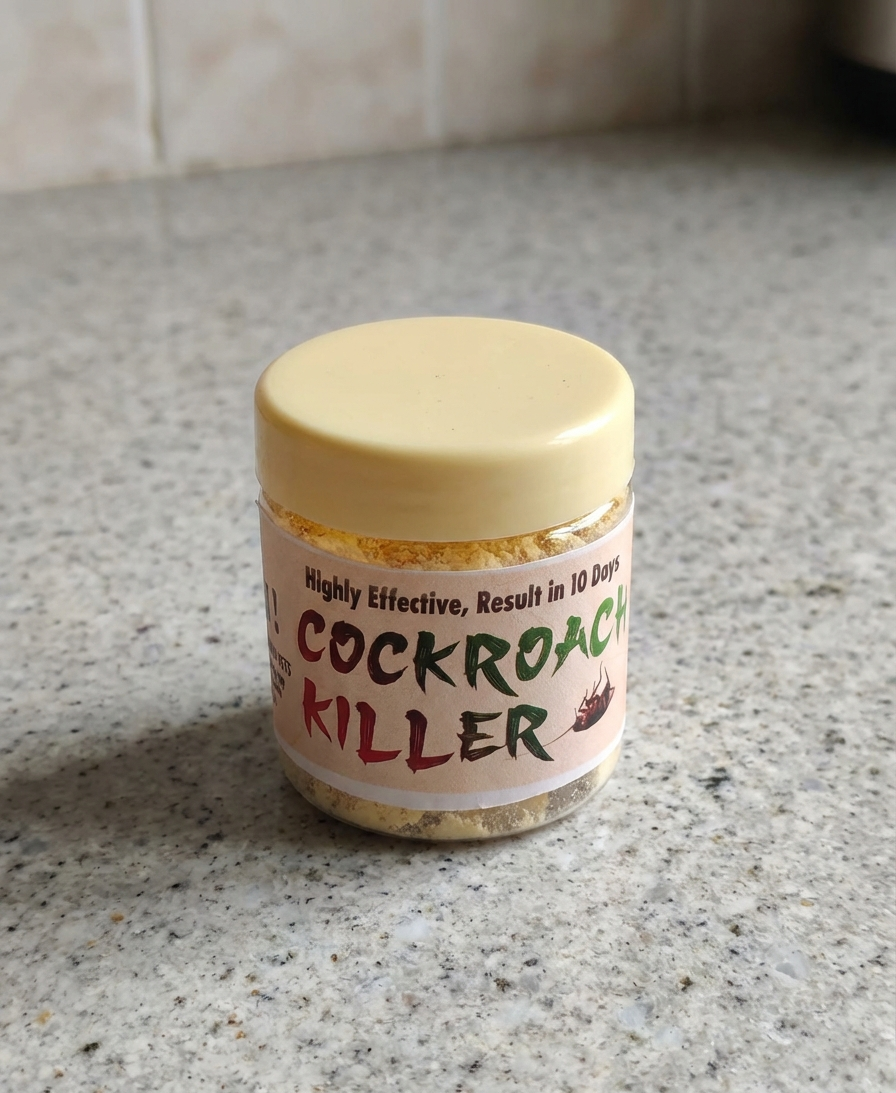 Highly Effective, Result in 10 Days
COCKROACH
KILLER